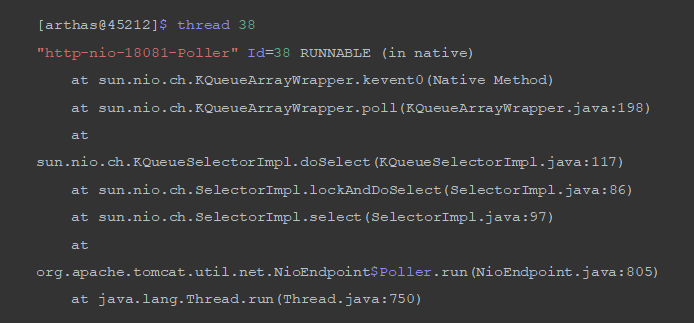 [arthas@45212]$ thread 38
"http-nio-18081-Poller" Id=38 RUNNABLE (in native)
at sun.nio.ch.KQueueArrayWrapper.kevent0(Native Method)
at sun.nio.ch.KQueueArrayWrapper.poll(KQueueArrayWrapper.java:198)
at
sun.nio.ch.KQueueSelectorImpl.doSelect(KQueueSelectorImpl.java:117)
at sun.nio.ch.SelectorImpl.lockAndDoSelect(SelectorImpl.java:86)
at sun.nio.ch.SelectorImpl.select(SelectorImpl.java:97)
at
org.apache.tomcat.util.net.NioEndpoint$Poller.run(NioEndpoint.java:805)
at java.lang.Thread.run(Thread.java:750)